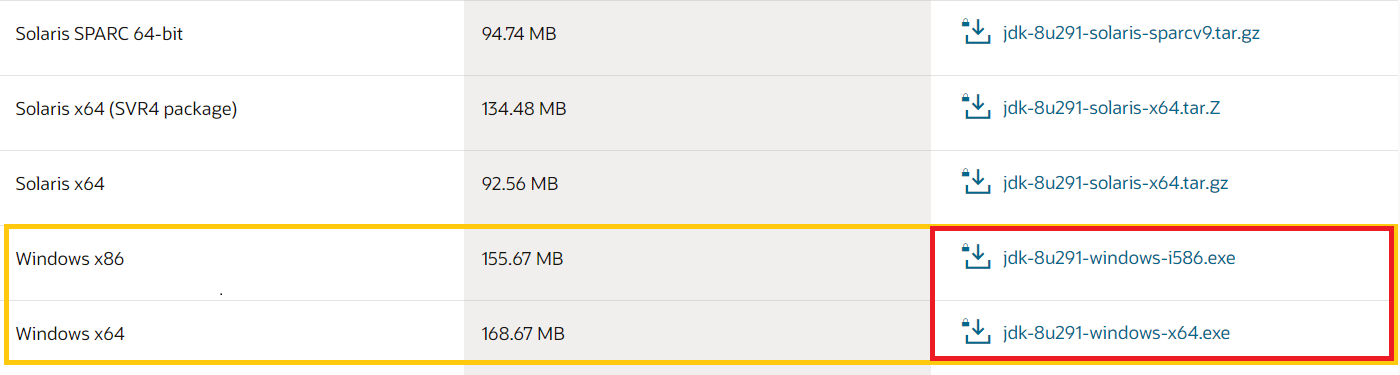 Solaris SPARC 64-bit 94.74 MB jdk-8u291-solaris-sparcv9.tar.gz
Solaris x64 (SVR4 package) 134.48 MB jdk-8u291-solaris-x64.tar.Z
Solaris x64 92.56 MB jdk-8u291-solaris-x64.tar.gz
Windows x86 155.67 MB jdk-8u291-windows-i586.exe
.
Windows x64 168.67 MB jdk-8u291-windows-x64.exe